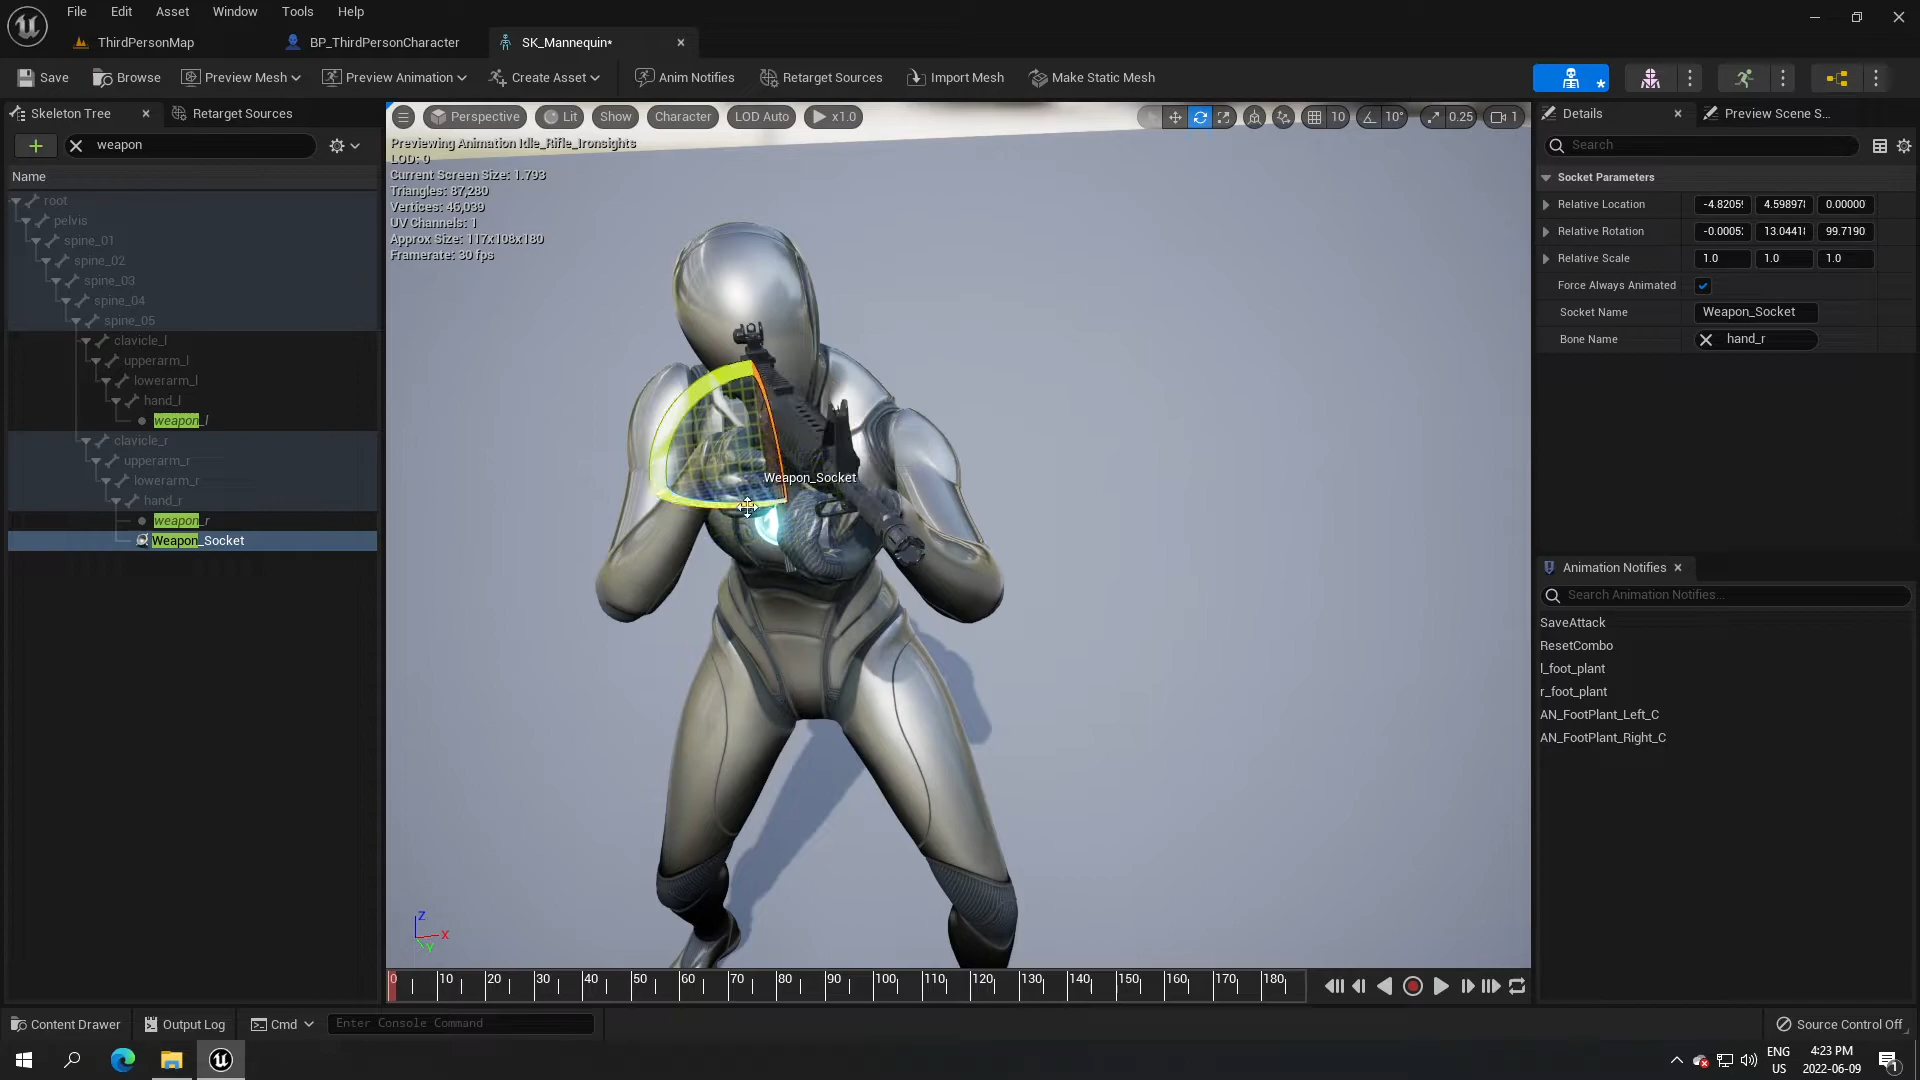 File Edit Asset Window Tools Help
ThirdPersonMap BP_ThirdPersonCharacter SK_Mannequin*
Save Browse Preview Mesh Preview Animation Create Asset Anim Notifies Retarget Sources Import Mesh Make Static Mesh
Skeleton Tree Retarget Sources
weapon
Name
root
pelvis
spine_01
spine_02
spine_03
spine_04
spine_05
clavicle_l
upperarm_l
lowerarm_l
hand_l
weapon_l
clavicle_r
upperarm_r
lowerarm_r
hand_r
weapon_r
Weapon_Socket
Perspective Lit Show Character LOD Auto x1.0 10 10° 0.25 1
Previewing Animation Idle_Rifle_Ironsights
LOD: 0
Current Screen Size: 1.793
Triangles: 87,280
Vertices: 46,039
UV Channels: 1
Approx Size: 117x108x180
Framerate: 30 fps
Weapon_Socket
Z
X
Y
0 10 20 30 40 50 60 70 80 90 100 110 120 130 140 150 160 170 180
Details Preview Scene S...
Search
Socket Parameters
Relative Location -4.8205 4.59897 0.00000
Relative Rotation -0.0005 13.0441 99.7190
Relative Scale 1.0 1.0 1.0
Force Always Animated
Socket Name Weapon_Socket
Bone Name hand_r
Animation Notifies
Search Animation Notifies...
SaveAttack
ResetCombo
l_foot_plant
r_foot_plant
AN_FootPlant_Left_C
AN_FootPlant_Right_C
Content Drawer Output Log Cmd Enter Console Command Source Control Off
ENG
US
4:23 PM
2022-06-09
1